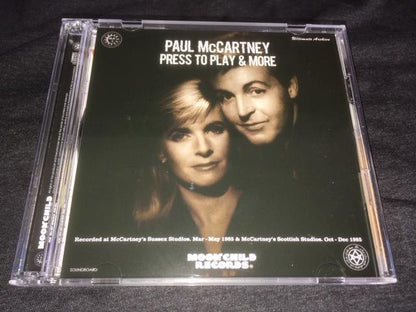 Ultimate Archive
PAUL McCARTNEY
PRESS TO PLAY & MORE
Recorded at McCartney's Sussex Studios. Mar - May 1985 & McCartney's Scottish Studios. Oct - Dec 1985
MOONCHILD
RECORDS.
SOUNDBOARD
MOONCHILD